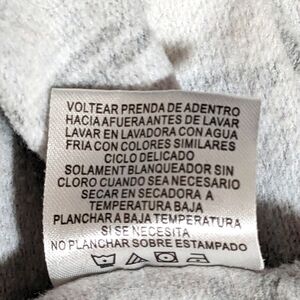 VOLTEAR PRENDA DE ADENTRO
HACIA AFUERA ANTES DE LAVAR
LAVAR EN LAVADORA CON AGUA
FRIA CON COLORES SIMILARES
CICLO DELICADO
SOLAMENT BLANQUEADOR SIN
CLORO CUANDO SEA NECESARIO
SECAR EN SECADORA A
TEMPERATURA BAJA
PLANCHAR A BAJA TEMPERATURA
SI SE NECESITA
NO PLANCHAR SOBRE ESTAMPADO